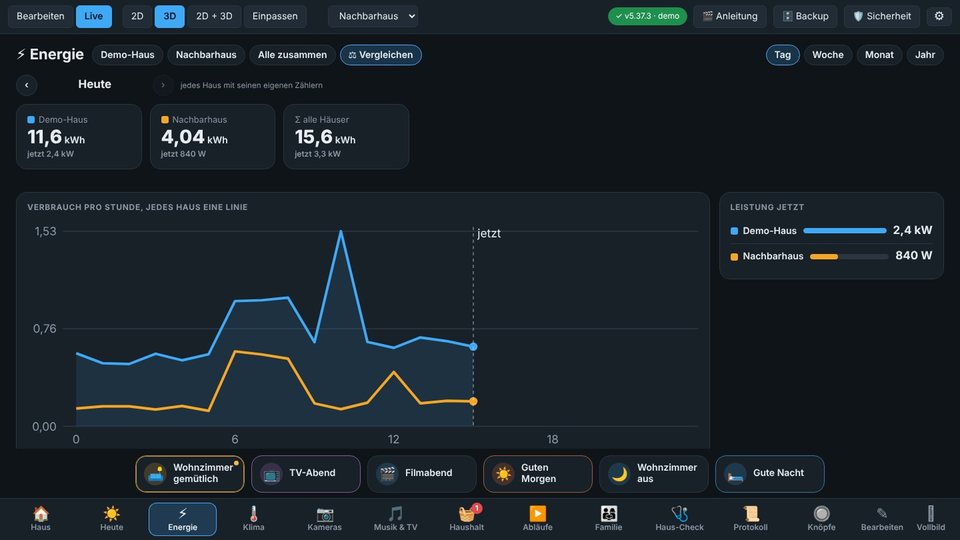 Bearbeiten Live 2D 3D 2D + 3D Einpassen Nachbarhaus ✓ v5.37.3 · demo Anleitung Backup Sicherheit
Energie Demo-Haus Nachbarhaus Alle zusammen Vergleichen Tag Woche Monat Jahr
Heute jedes Haus mit seinen eigenen Zählern
Demo-Haus
11,6 kWh
jetzt 2,4 kW
Nachbarhaus
4,04 kWh
jetzt 840 W
Σ alle Häuser
15,6 kWh
jetzt 3,3 kW
VERBRAUCH PRO STUNDE, JEDES HAUS EINE LINIE
1,53
jetzt
0,76
0,00
0 6 12 18
LEISTUNG JETZT
Demo-Haus 2,4 kW
Nachbarhaus 840 W
Wohnzimmer
gemütlich
TV-Abend
Filmabend
Guten
Morgen
Wohnzimmer
aus
Gute Nacht
1
Haus Heute Energie Klima Kameras Musik & TV Haushalt Abläufe Familie Haus-Check Protokoll Knöpfe Bearbeiten Vollbild